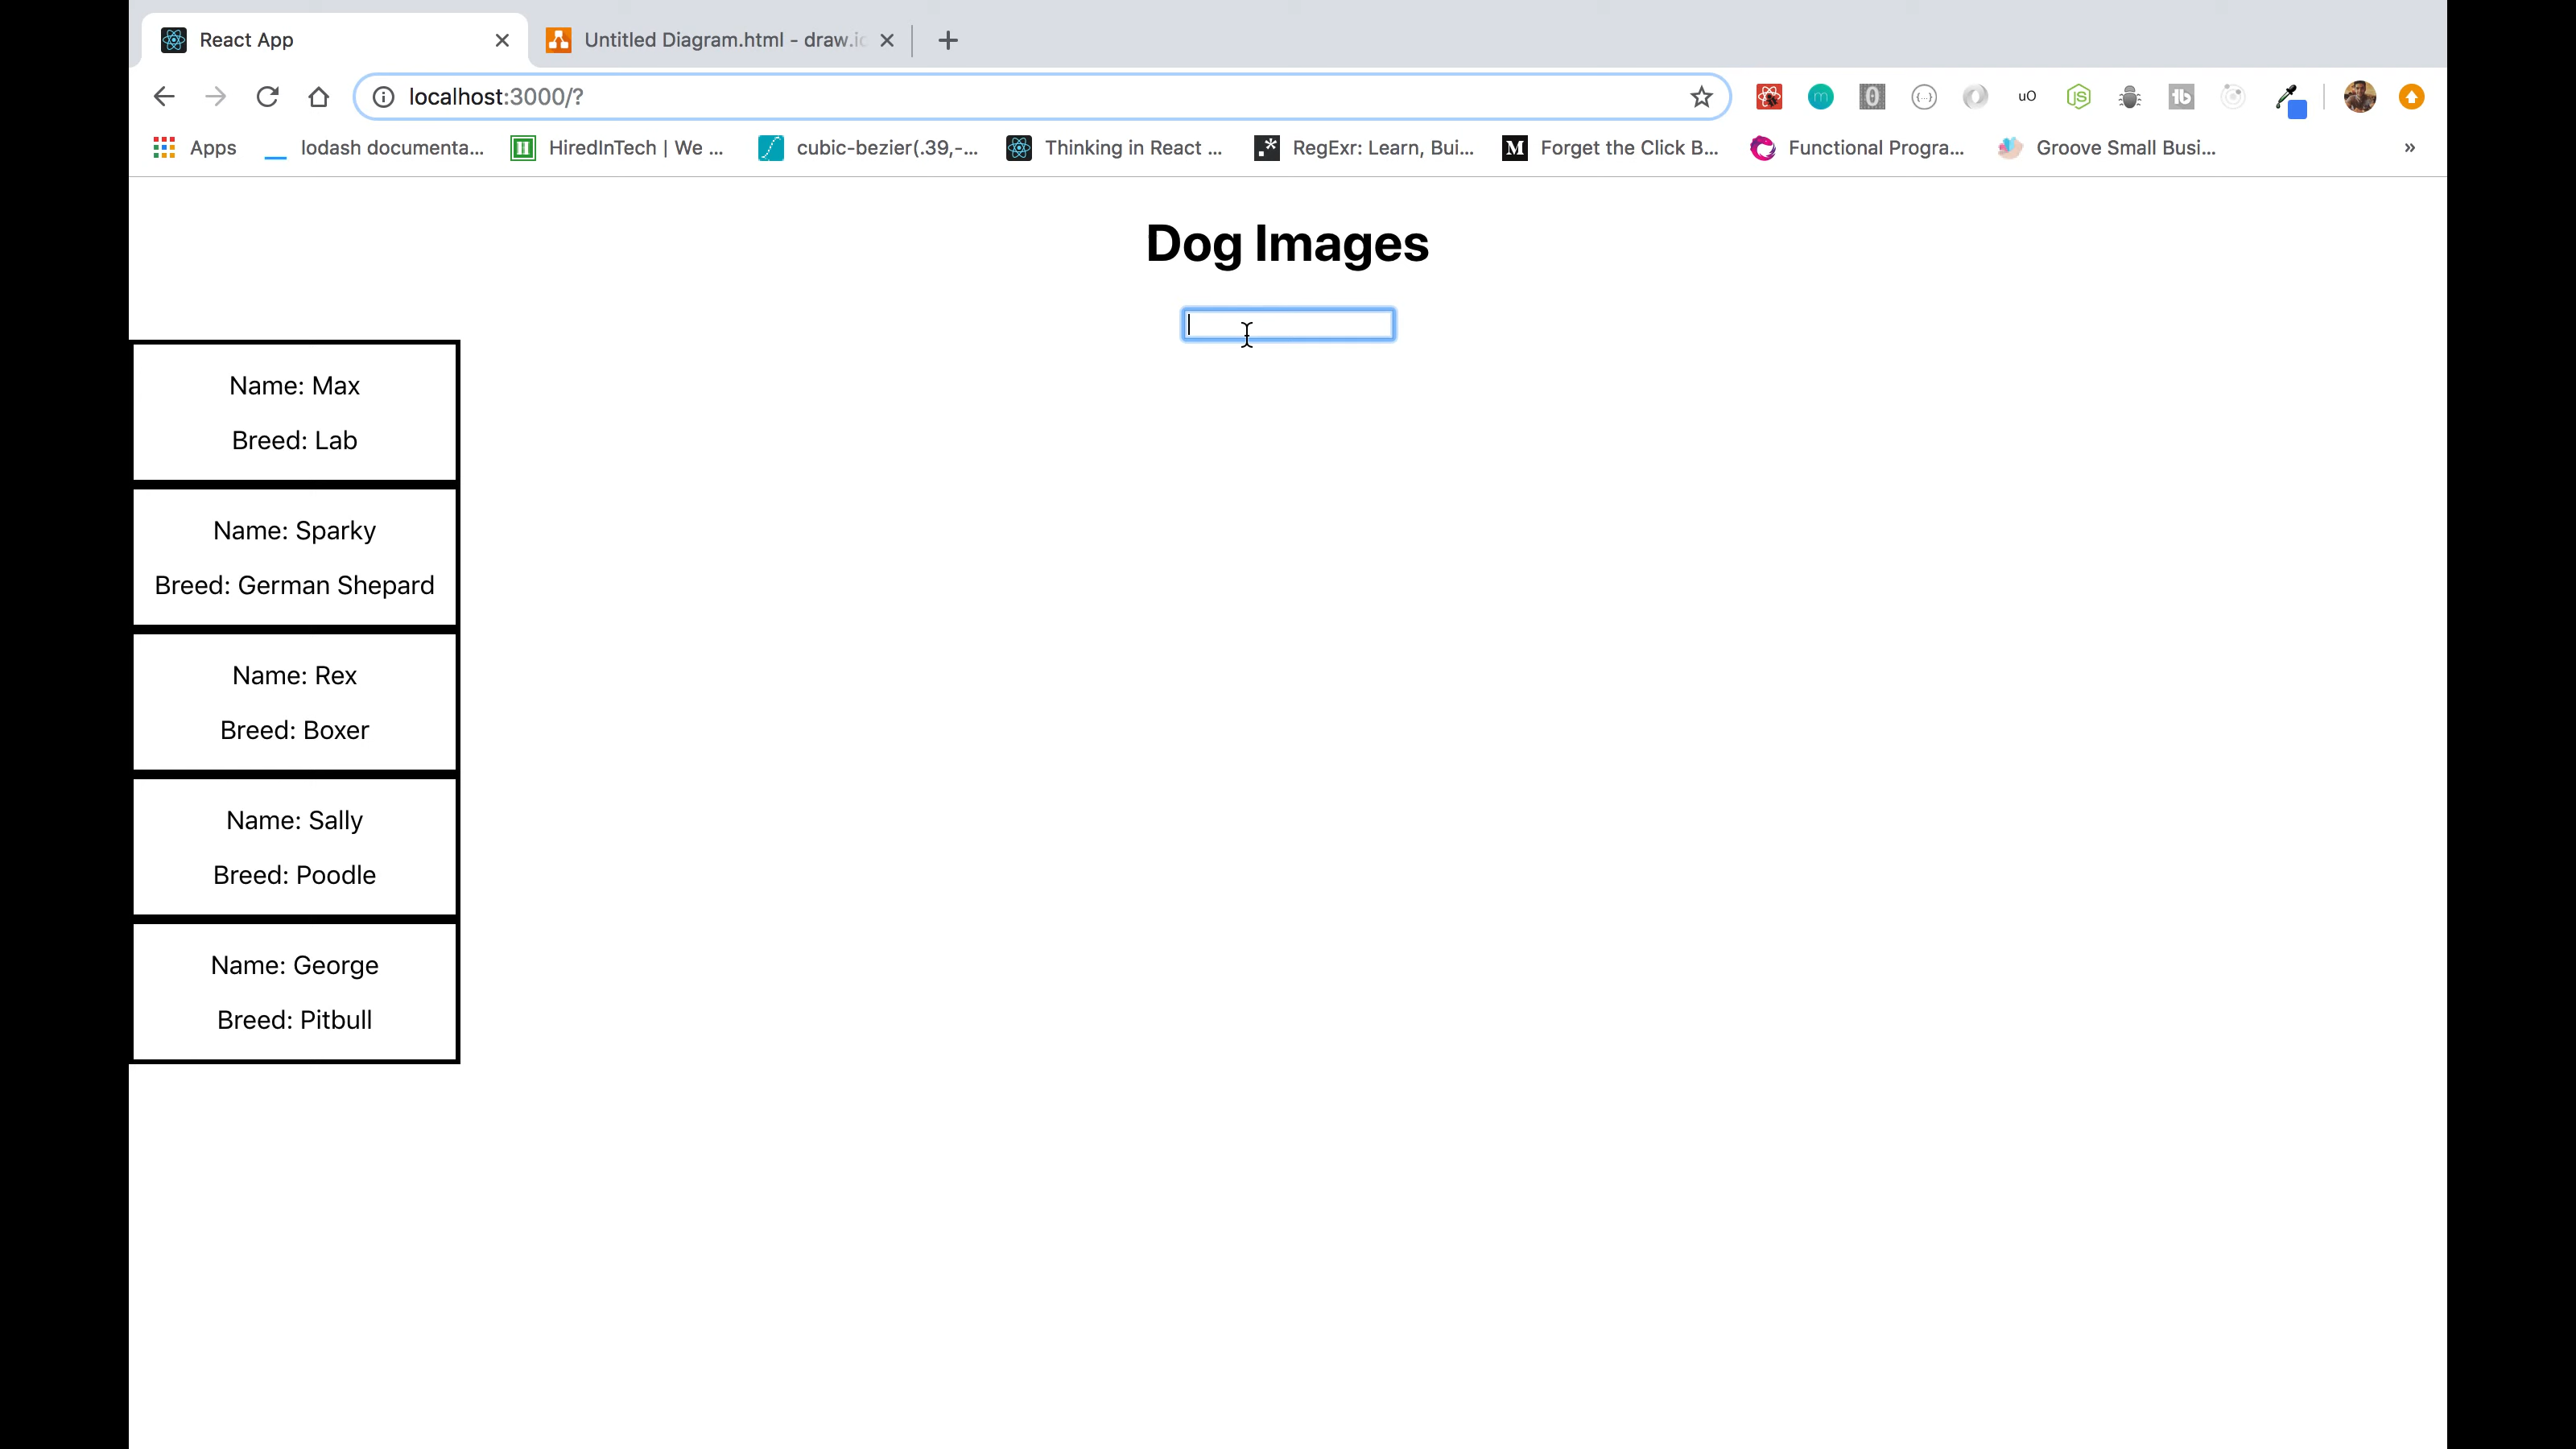 React App
Untitled Diagram.html - draw.io
localhost:3000/?
uO
Apps
lodash documenta...
HiredInTech | We ...
cubic-bezier(.39,-...
Thinking in React ...
RegExr: Learn, Bui...
Forget the Click B...
Functional Progra...
Groove Small Busi...
»
Dog Images
Name: Max
Breed: Lab
Name: Sparky
Breed: German Shepard
Name: Rex
Breed: Boxer
Name: Sally
Breed: Poodle
Name: George
Breed: Pitbull